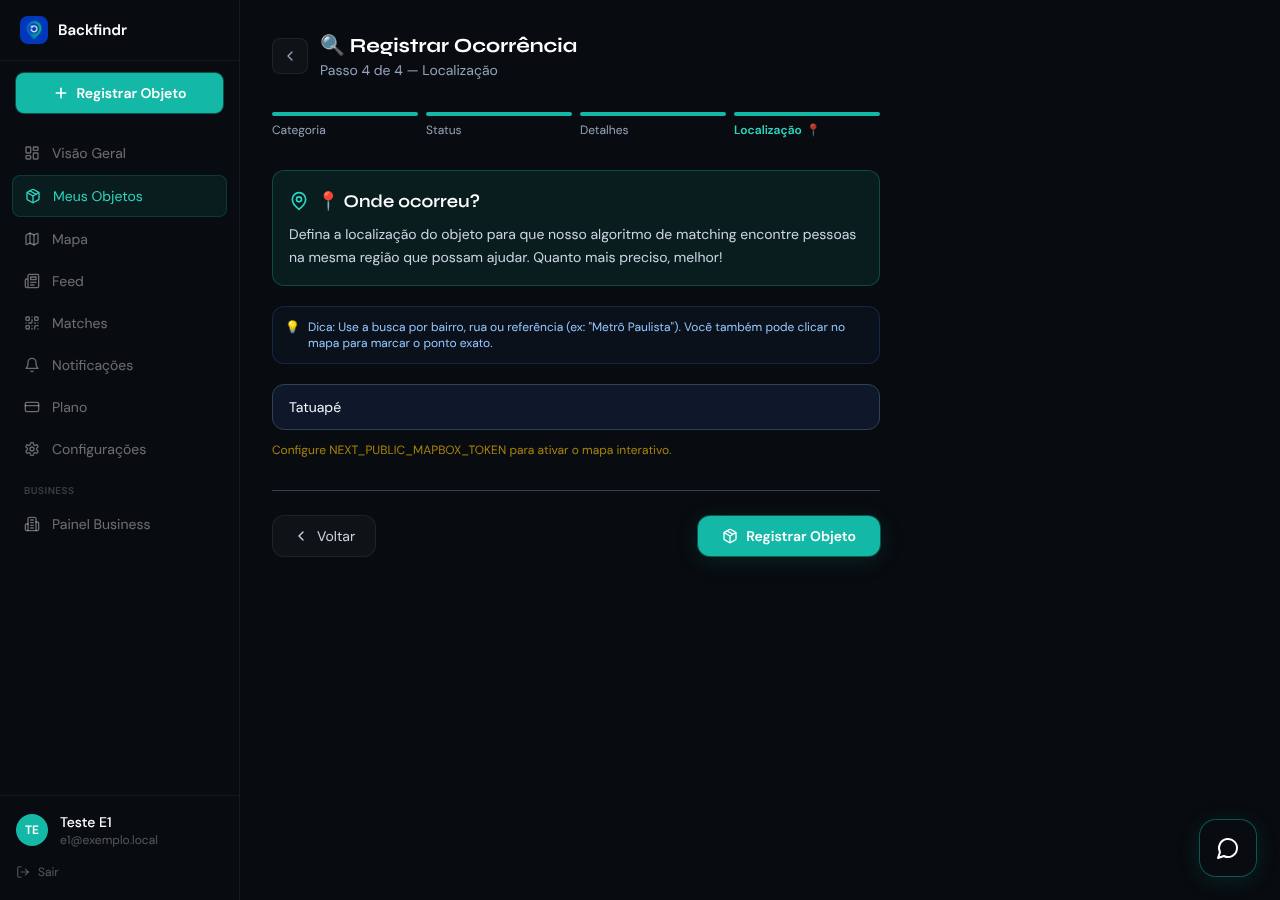 Backfindr
Registrar Objeto
Visão Geral
Meus Objetos
Mapa
Feed
Matches
Notificações
Plano
Configurações
BUSINESS
Painel Business
TE
Teste E1
e1@exemplo.local
Sair
🔍 Registrar Ocorrência
Passo 4 de 4 — Localização
Categoria
Status
Detalhes
Localização 📍
📍 Onde ocorreu?
Defina a localização do objeto para que nosso algoritmo de matching encontre pessoas
na mesma região que possam ajudar. Quanto mais preciso, melhor!
💡 Dica: Use a busca por bairro, rua ou referência (ex: "Metrô Paulista"). Você também pode clicar no
mapa para marcar o ponto exato.
Tatuapé
Configure NEXT_PUBLIC_MAPBOX_TOKEN para ativar o mapa interativo.
Voltar
Registrar Objeto